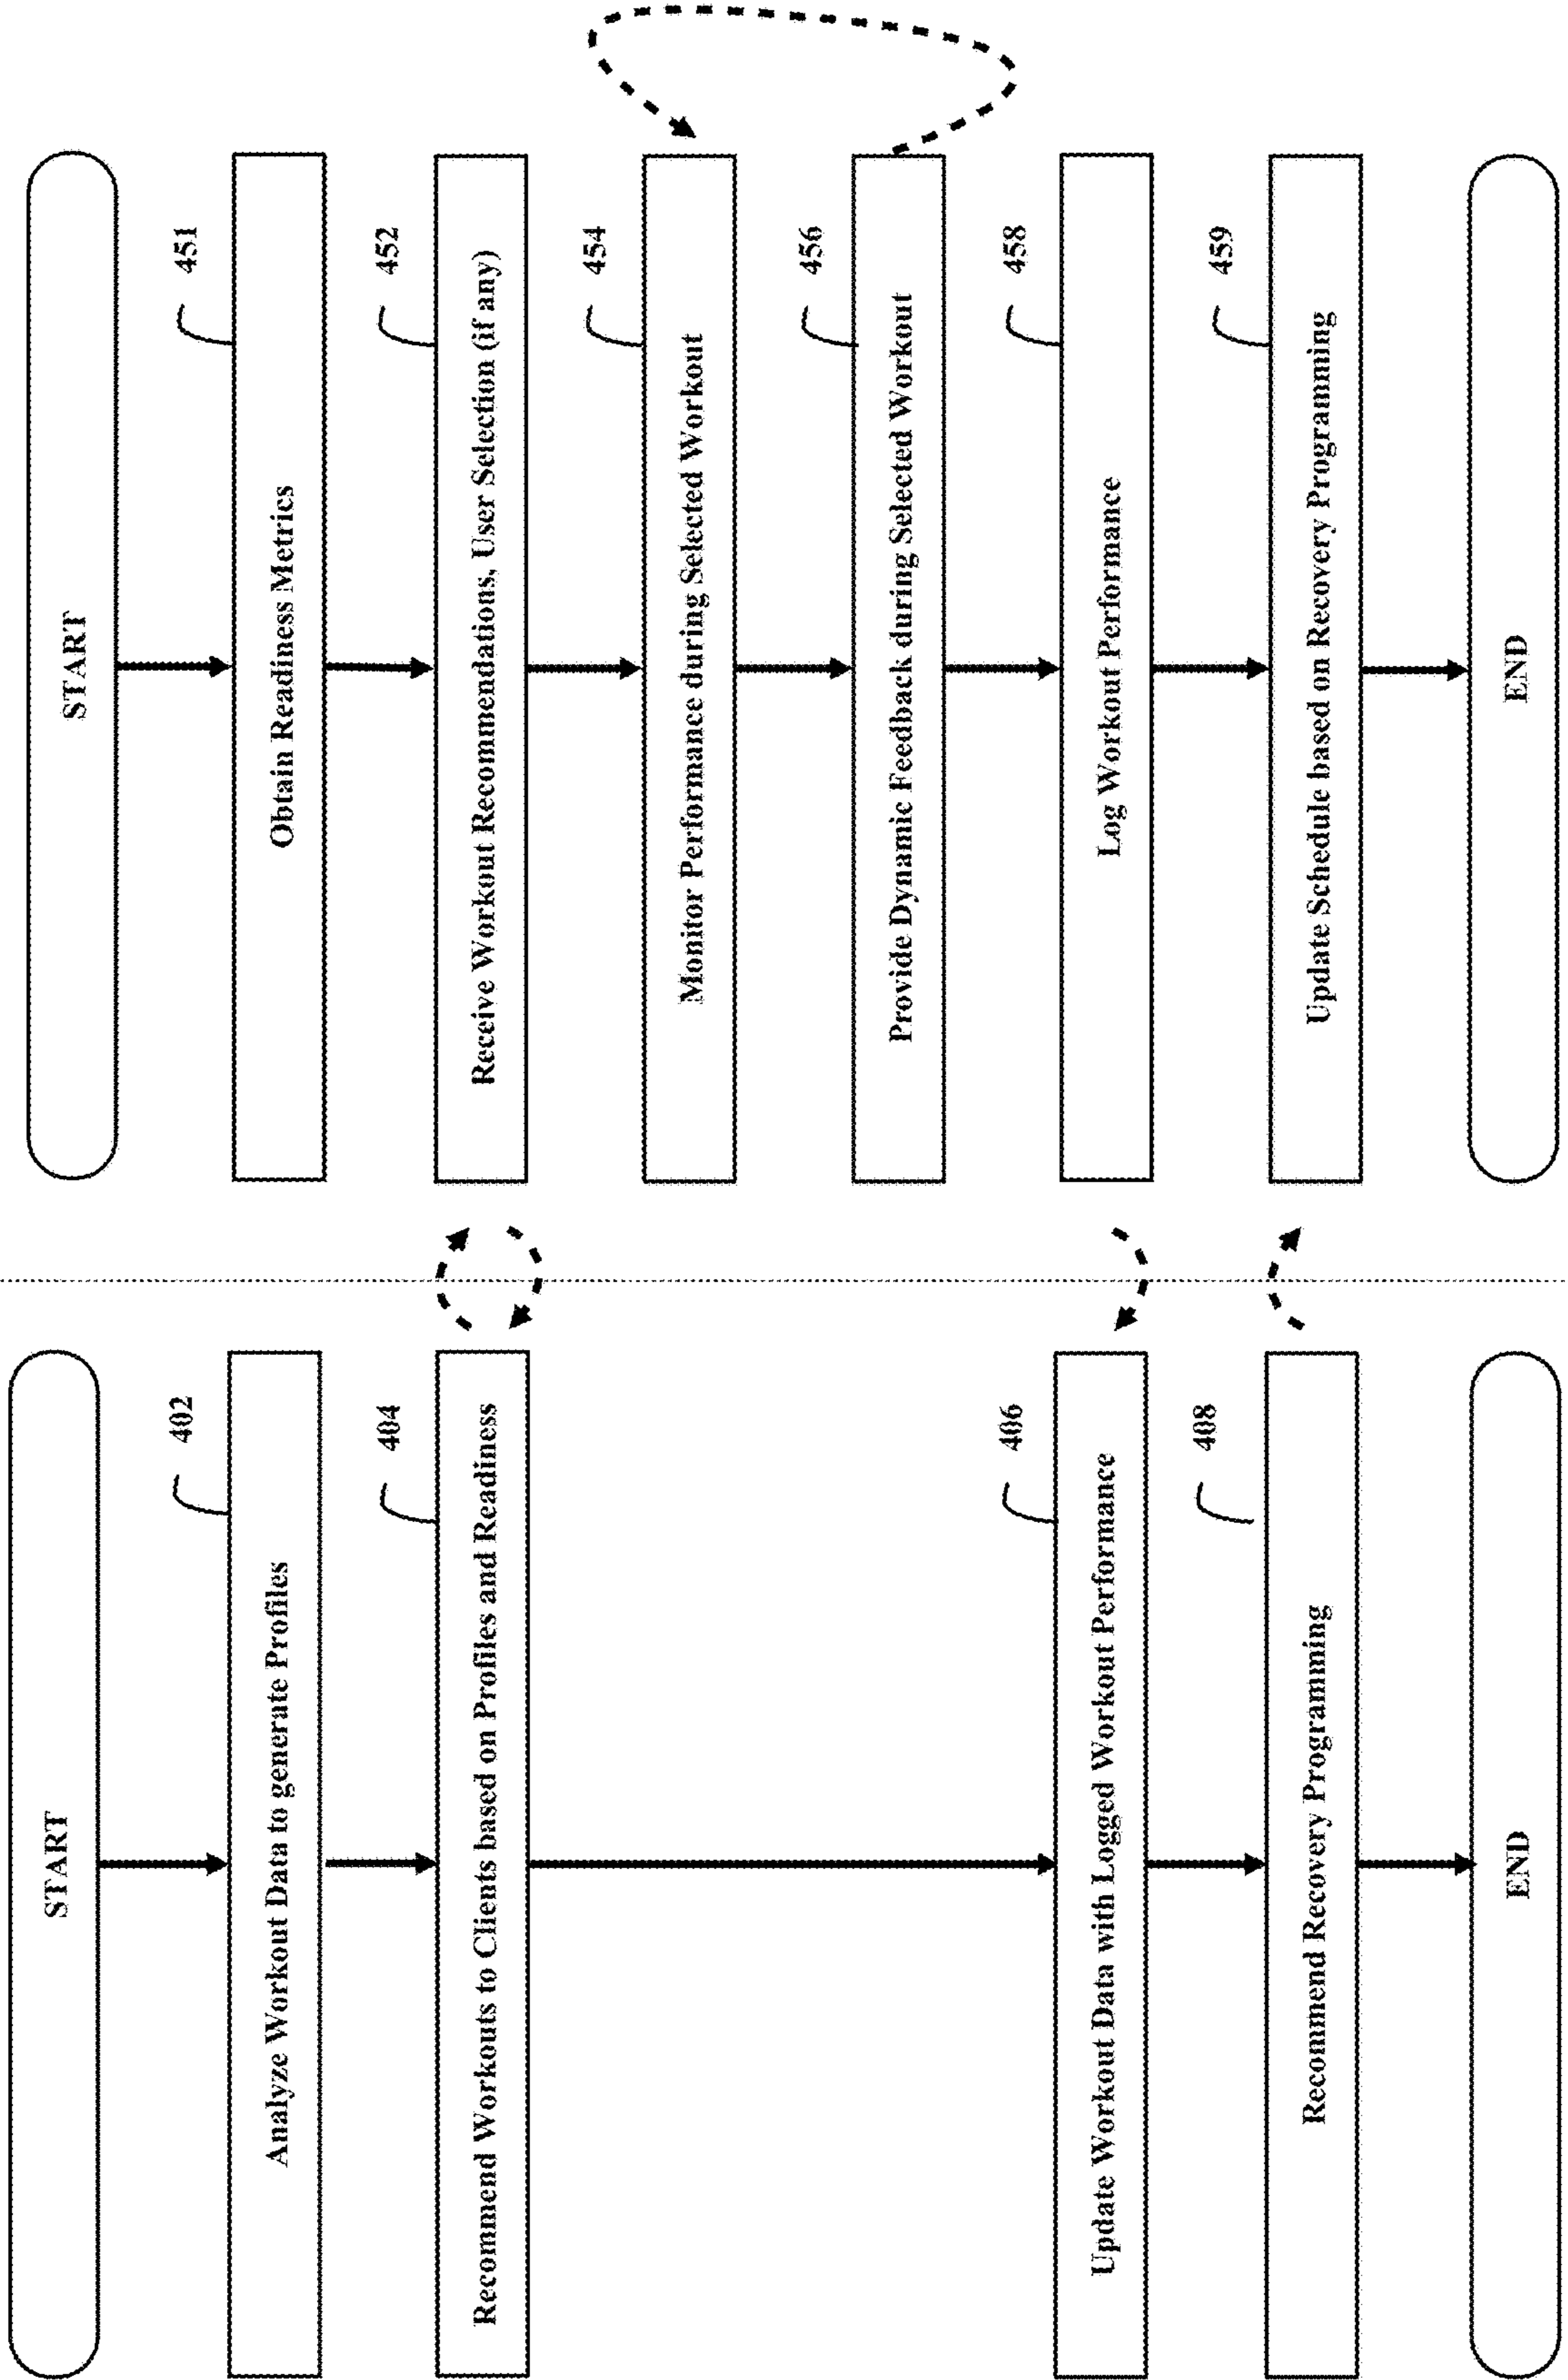 START
402
Analyze Workout Data to generate Profiles
404
Recommend Workouts to Clients based on Profiles and Readiness
406
Update Workout Data with Logged Workout Performance
408
Recommend Recovery Programming
END
START
451
Obtain Readiness Metrics
452
Receive Workout Recommendations, User Selection (if any)
454
Monitor Performance during Selected Workout
456
Provide Dynamic Feedback during Selected Workout
458
Log Workout Performance
459
Update Schedule based on Recovery Programming
END